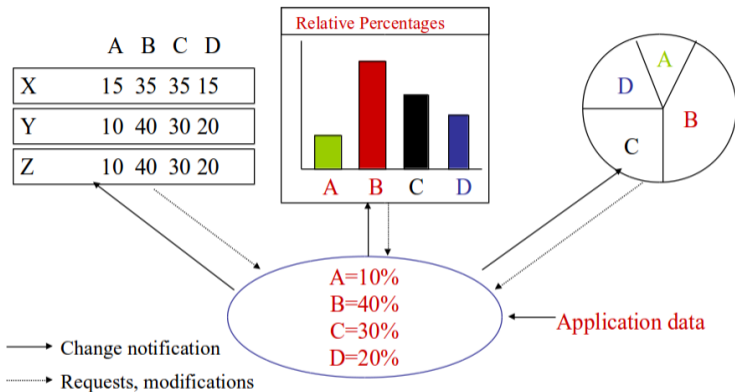 A B C D
X 15 35 35 15
Y 10 40 30 20
Z 10 40 30 20
Relative Percentages
A B C D
A
D
B
C
A=10%
B=40%
C=30%
D=20%
Application data
Change notification
Requests, modifications